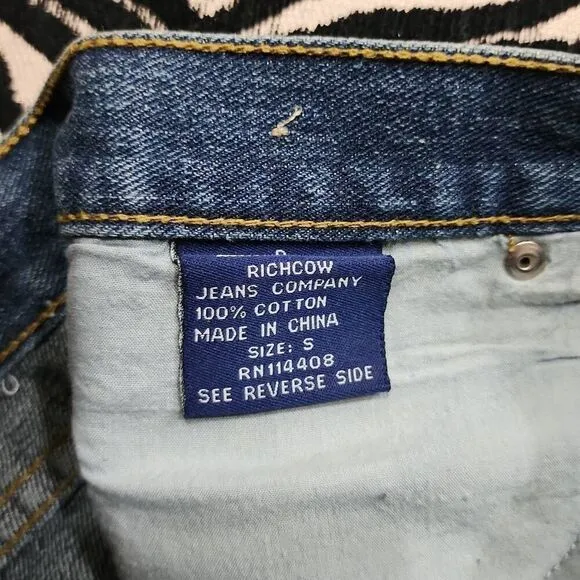 RICHCOW
JEANS COMPANY
100% COTTON
MADE IN CHINA
SIZE: S
RN114408
SEE REVERSE SIDE